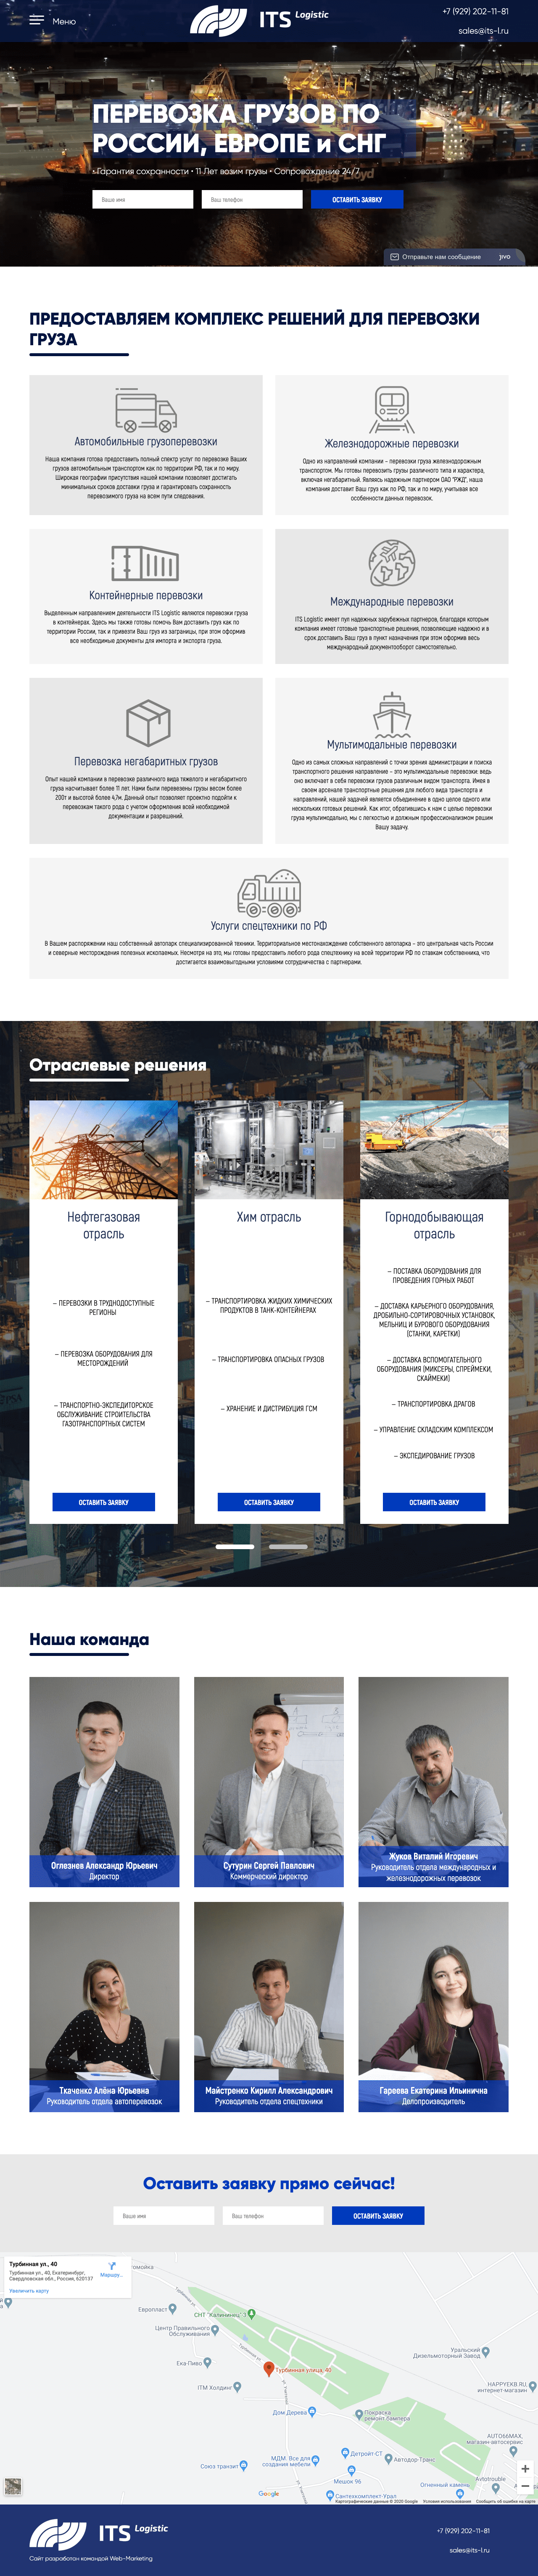 Меню
ITS Logistic
+7 (929) 202-11-81
sales@its-l.ru
ПЕРЕВОЗКА ГРУЗОВ ПО
РОССИИ, ЕВРОПЕ и СНГ
• Гарантия сохранности • 11 Лет возим грузы • Сопровождение 24/7
Hapag-Lloyd
Ваше имя
Ваш телефон
ОСТАВИТЬ ЗАЯВКУ
Отправьте нам сообщение
jivo
ПРЕДОСТАВЛЯЕМ КОМПЛЕКС РЕШЕНИЙ ДЛЯ ПЕРЕВОЗКИ
ГРУЗА
Автомобильные грузоперевозки
Наша компания готова предоставить полный спектр услуг по перевозке Ваших
грузов автомобильным транспортом как по территории РФ, так и по миру.
Широкая география присутствия нашей компании позволяет достигать
минимальных сроков доставки груза и гарантировать сохранность
перевозимого груза на всем пути следования.
Железнодорожные перевозки
Одно из направлений компании – перевозки груза железнодорожным
транспортом. Мы готовы перевозить грузы различного типа и характера,
включая негабаритный. Являясь надежным партнером ОАО "РЖД", наша
компания доставит Ваш груз как по РФ, так и по миру, учитывая все
особенности данных перевозок.
Контейнерные перевозки
Выделенным направлением деятельности ITS Logistic являются перевозки груза
в контейнерах. Здесь мы также готовы помочь Вам доставить груз как по
территории России, так и привезти Ваш груз из заграницы, при этом оформив
все необходимые документы для импорта и экспорта груза.
Международные перевозки
ITS Logistic имеет пул надежных зарубежных партнеров, благодаря которым
компания имеет готовые транспортные решения, позволяющие надежно и в
срок доставить Ваш груз в пункт назначения при этом оформив весь
международный документооборот самостоятельно.
Перевозка негабаритных грузов
Опыт нашей компании в перевозке различного вида тяжелого и негабаритного
груза насчитывает более 11 лет. Нами были перевезены грузы весом более
200т и высотой более 4,7м. Данный опыт позволяет проектно подойти к
перевозкам такого рода с учетом оформления всей необходимой
документации и разрешений.
Мультимодальные перевозки
Одно из самых сложных направлений с точки зрения администрации и поиска
транспортного решения направление – это мультимодальные перевозки: ведь
оно включает в себя перевозки грузов различным видом транспорта. Имея в
своем арсенале транспортные решения для любого вида транспорта и
направлений, нашей задачей является объединение в одно целое одного или
нескольких готовых решений. Как итог, обратившись к нам с целью перевозки
груза мультимодально, мы с легкостью и должным профессионализмом решим
Вашу задачу.
Услуги спецтехники по РФ
В Вашем распоряжении наш собственный автопарк специализированной техники. Территориальное местонахождение собственного автопарка – это центральная часть России
и северные месторождения полезных ископаемых. Несмотря на это, мы готовы предоставить любого рода спецтехнику на всей территории РФ по ставкам собственника, что
достигается взаимовыгодными условиями сотрудничества с партнерами.
Отраслевые решения
Нефтегазовая
отрасль
– ПЕРЕВОЗКИ В ТРУДНОДОСТУПНЫЕ
РЕГИОНЫ
– ПЕРЕВОЗКА ОБОРУДОВАНИЯ ДЛЯ
МЕСТОРОЖДЕНИЙ
– ТРАНСПОРТНО-ЭКСПЕДИТОРСКОЕ
ОБСЛУЖИВАНИЕ СТРОИТЕЛЬСТВА
ГАЗОТРАНСПОРТНЫХ СИСТЕМ
ОСТАВИТЬ ЗАЯВКУ
Хим отрасль
– ТРАНСПОРТИРОВКА ЖИДКИХ ХИМИЧЕСКИХ
ПРОДУКТОВ В ТАНК-КОНТЕЙНЕРАХ
– ТРАНСПОРТИРОВКА ОПАСНЫХ ГРУЗОВ
– ХРАНЕНИЕ И ДИСТРИБУЦИЯ ГСМ
ОСТАВИТЬ ЗАЯВКУ
Горнодобывающая
отрасль
– ПОСТАВКА ОБОРУДОВАНИЯ ДЛЯ
ПРОВЕДЕНИЯ ГОРНЫХ РАБОТ
– ДОСТАВКА КАРЬЕРНОГО ОБОРУДОВАНИЯ,
ДРОБИЛЬНО-СОРТИРОВОЧНЫХ УСТАНОВОК,
МЕЛЬНИЦ И БУРОВОГО ОБОРУДОВАНИЯ
(СТАНКИ, КАРЕТКИ)
– ДОСТАВКА ВСПОМОГАТЕЛЬНОГО
ОБОРУДОВАНИЯ (МИКСЕРЫ, СПРЕЙМЕКИ,
СКАЙМЕКИ)
– ТРАНСПОРТИРОВКА ДРАГОВ
– УПРАВЛЕНИЕ СКЛАДСКИМ КОМПЛЕКСОМ
– ЭКСПЕДИРОВАНИЕ ГРУЗОВ
ОСТАВИТЬ ЗАЯВКУ
Наша команда
Оглезнев Александр Юрьевич
Директор
Сутурин Сергей Павлович
Коммерческий директор
Жуков Виталий Игоревич
Руководитель отдела международных и
железнодорожных перевозок
Ткаченко Алёна Юрьевна
Руководитель отдела автоперевозок
Майстренко Кирилл Александрович
Руководитель отдела спецтехники
Гареева Екатерина Ильинична
Делопроизводитель
Оставить заявку прямо сейчас!
Ваше имя
Ваш телефон
ОСТАВИТЬ ЗАЯВКУ
Турбинная ул., 40
Турбинная ул., 40, Екатеринбург,
Свердловская обл., Россия, 620137
Маршру...
Увеличить карту
Европласт
СНТ "Калининец" 3
Центр Правильного
Обслуживания
Ека-Пиво
Турбинная улица, 40
ITM Холдинг
Уральский
Дизельмоторный Завод
HAPPYEKB.RU,
интернет-магазин
Дом Дерева
Покраска
ремонт бампера
AUTO66MAX,
магазин-автосервис
Детройт-СТ
МДМ. Все для
создания мебели
Автодор-Транс
Союз транзит
Мешок 96
Avtotrouble
Огненный камень
Сантехкомплект-Урал
Google
Картографические данные © 2020 Google
Условия использования
Сообщить об ошибке на карте
ITS Logistic
+7 (929) 202-11-81
sales@its-l.ru
Сайт разработан командой Web-Marketing